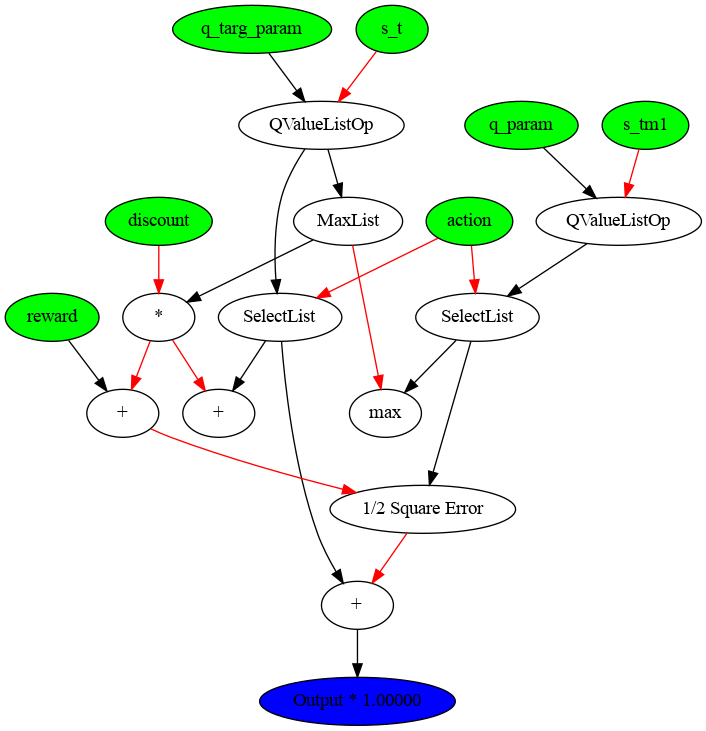 q_targ_param
s_t
QValueListOp
q_param
s_tm1
discount
MaxList
action
QValueListOp
reward
*
SelectList
SelectList
+
+
max
1/2 Square Error
+
Output * 1.00000